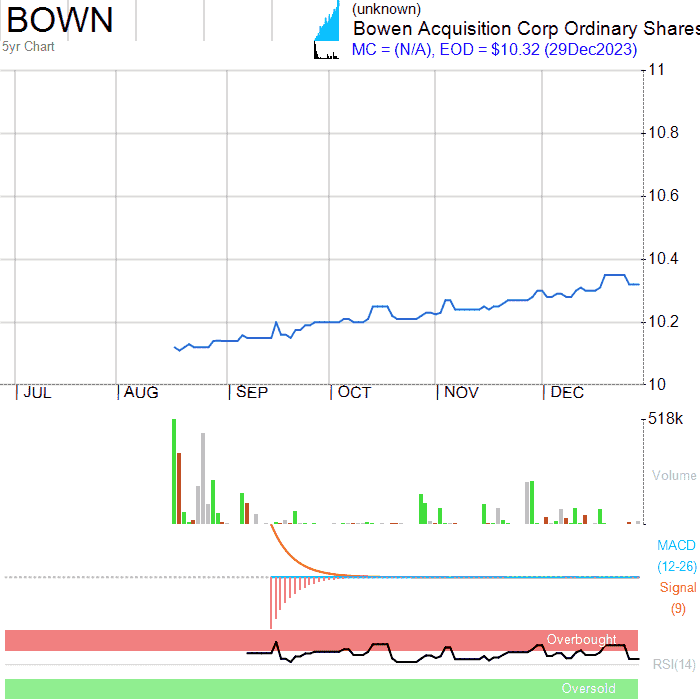 BOWN
5yr Chart
(unknown)
Bowen Acquisition Corp Ordinary Shares
MC = (N/A), EOD = $10.32 (29Dec2023)
11
10.8
10.6
10.4
10.2
10
JUL AUG SEP OCT NOV DEC
518k
Volume
MACD
(12-26)
Signal
(9)
Overbought
RSI(14)
Oversold